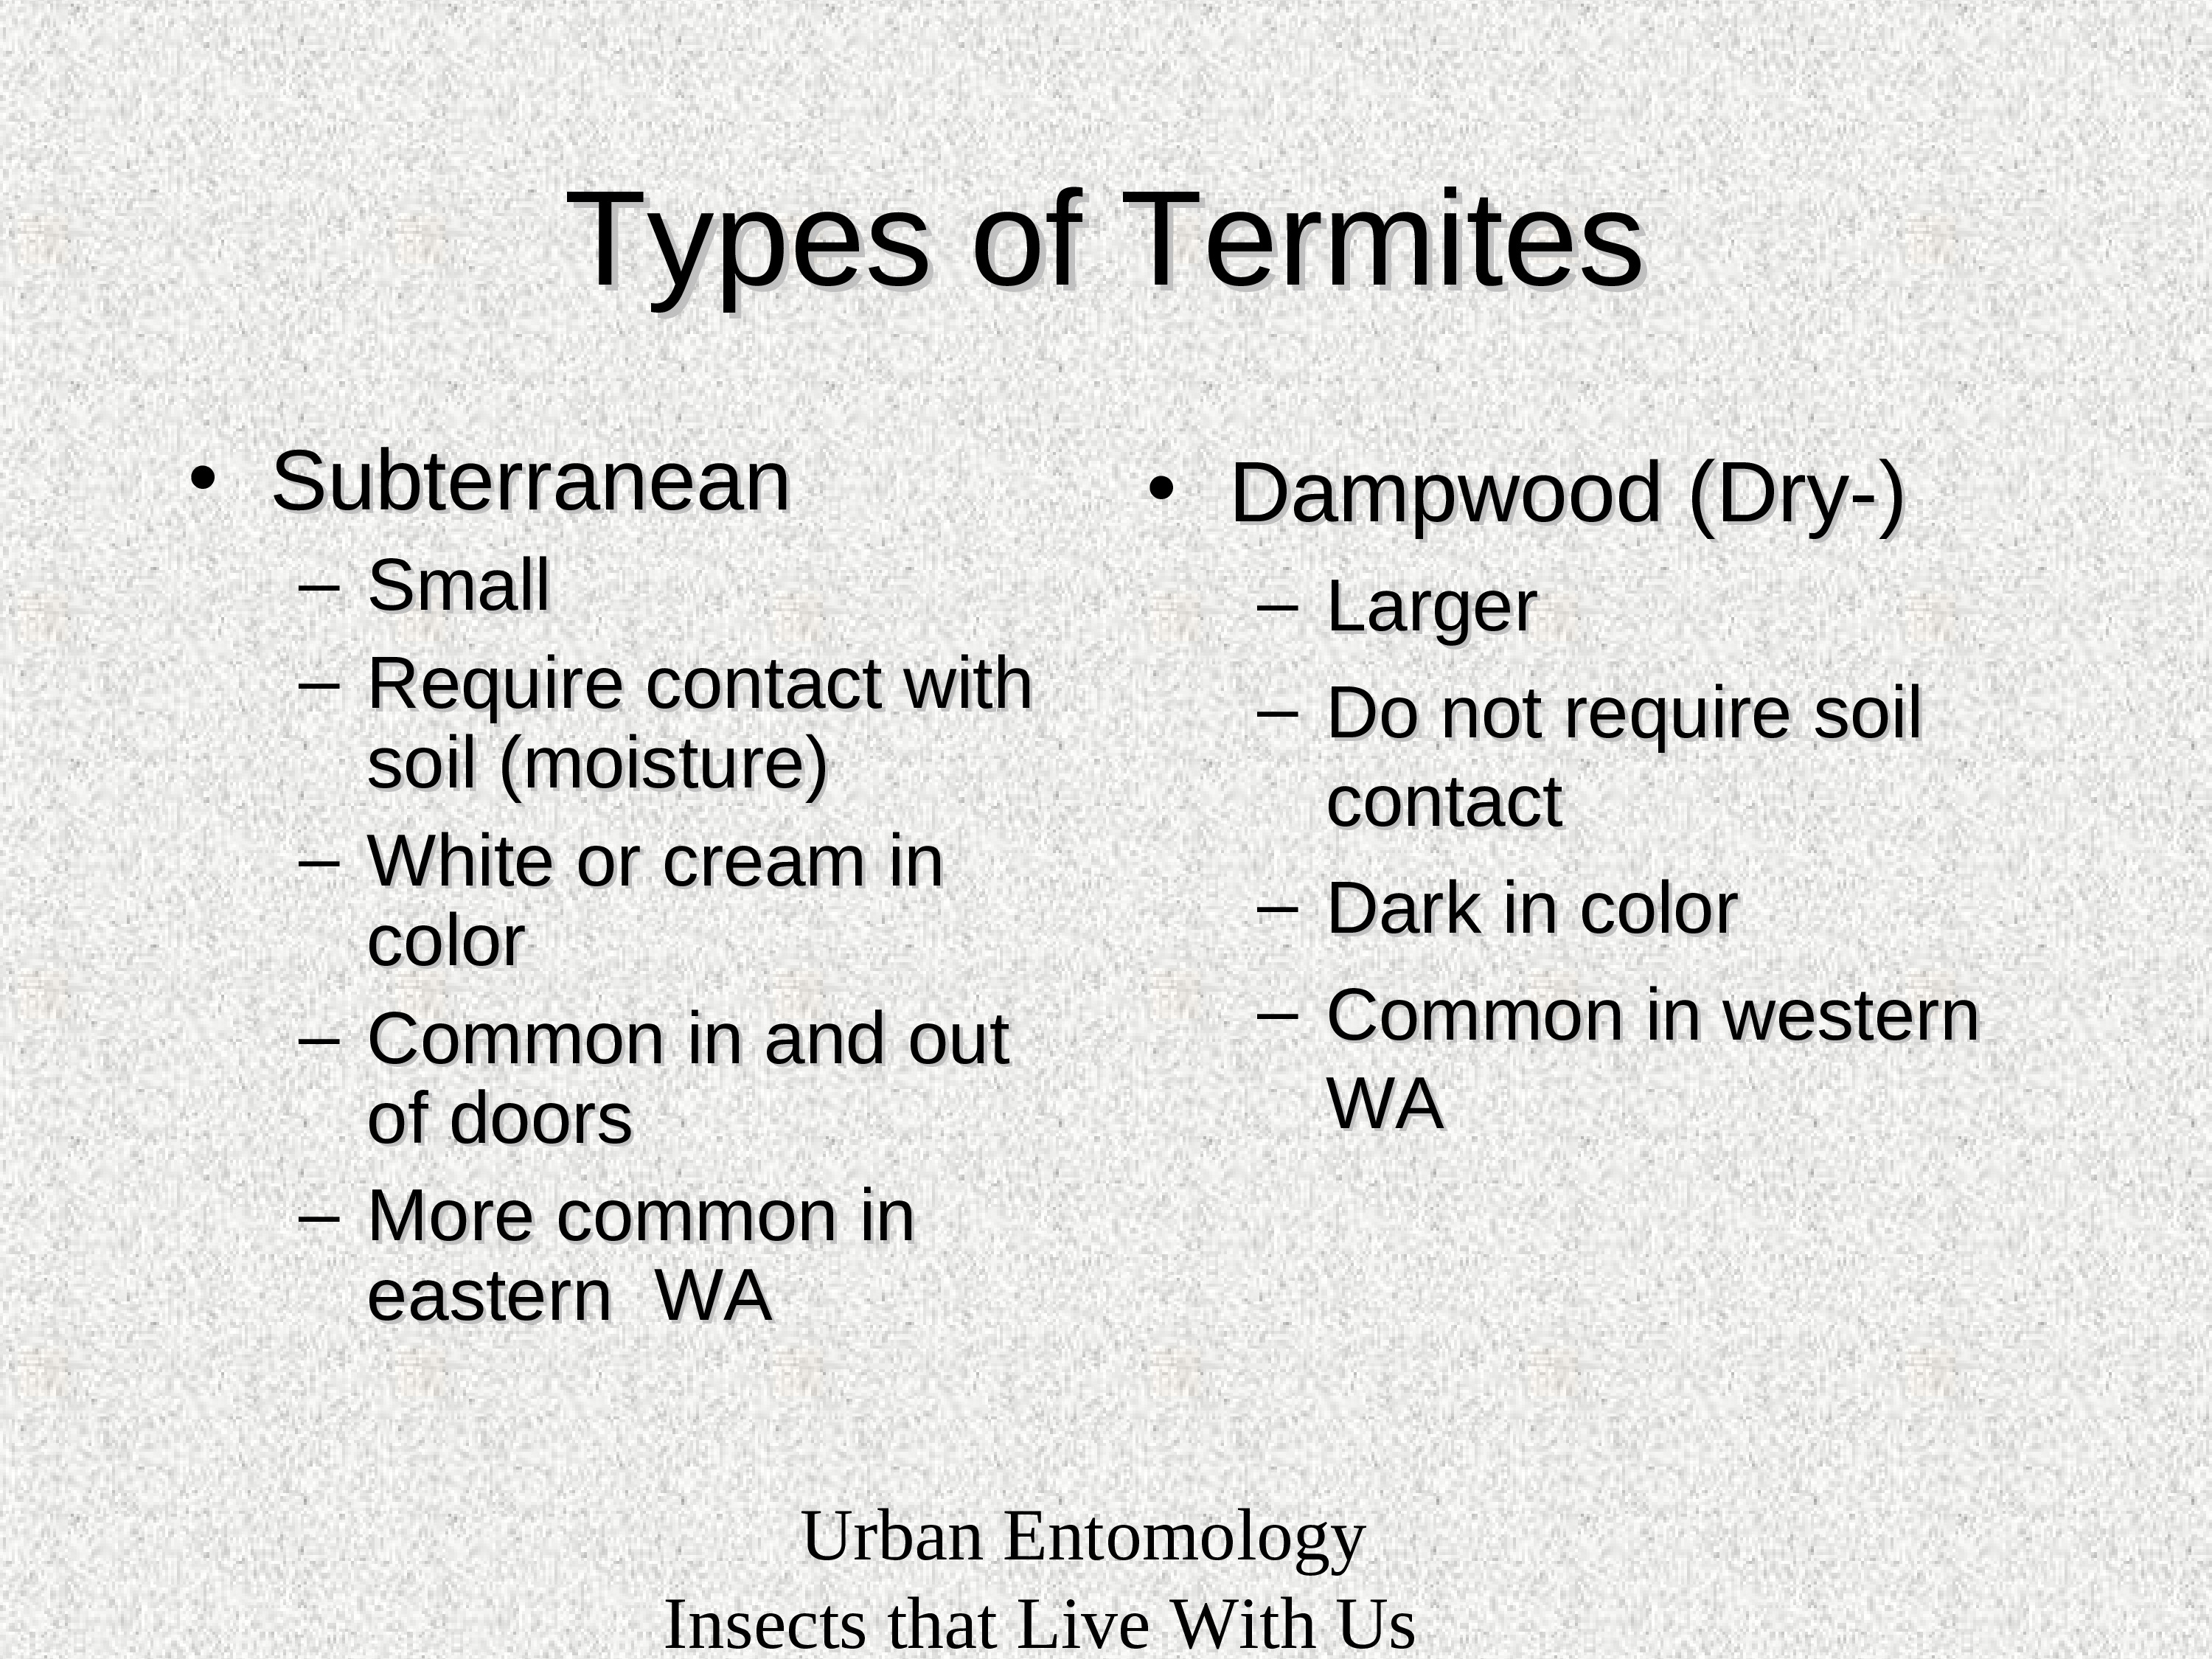 Types of Termites
• Subterranean
– Small
– Require contact with
soil (moisture)
– White or cream in
color
– Common in and out
of doors
– More common in
eastern  WA
• Dampwood (Dry-)
– Larger
– Do not require soil
contact
– Dark in color
– Common in western
WA
Urban Entomology
Insects that Live With Us